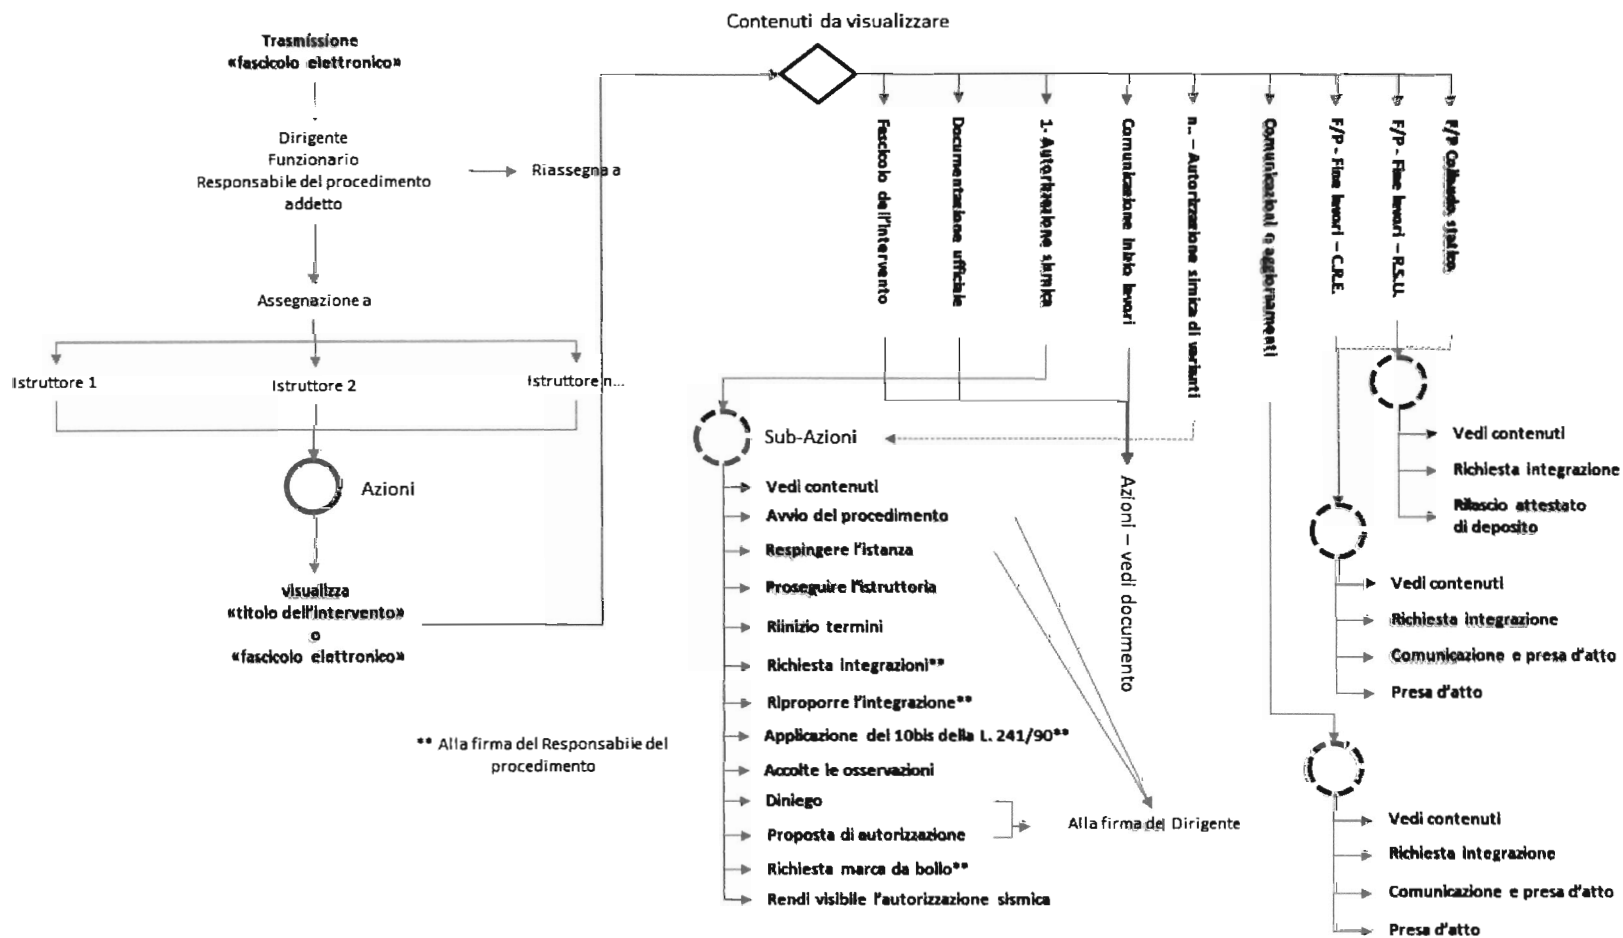 Contenuti da visualizzare
Trasmissione
«fascicolo elettronico»
Dirigente
Funzionario
Responsabile del procedimento
addetto
Riassegna a
Assegnazione a
Istruttore 1
Istruttore 2
Istruttore n...
Azioni
visualizza
«titolo dell'intervento»
o
«fascicolo elettronico»
** Alla firma del Responsabile del
procedimento
Fascicolo dell'intervento
Documentazione ufficiale
1- Autorizzazione sismica
Comunicazione inizio lavori
n.. – Autorizzazione simica di varianti
Comunicazioni e aggiornamenti
F/P - Fine lavori – C.R.E.
F/P - Fine lavori – R.S.U.
F/P Collaudo statico
Sub-Azioni
Vedi contenuti
Avvio del procedimento
Respingere l'istanza
Proseguire l'istruttoria
Riinizio termini
Richiesta integrazioni**
Riproporre l'integrazione**
Applicazione del 10bis della L. 241/90**
Accolte le osservazioni
Diniego
Proposta di autorizzazione
Richiesta marca da bollo**
Rendi visibile l'autorizzazione sismica
Azioni – vedi documento
Alla firma del Dirigente
Vedi contenuti
Richiesta integrazione
Rilascio attestato
di deposito
Vedi contenuti
Richiesta integrazione
Comunicazione e presa d'atto
Presa d'atto
Vedi contenuti
Richiesta integrazione
Comunicazione e presa d'atto
Presa d'atto